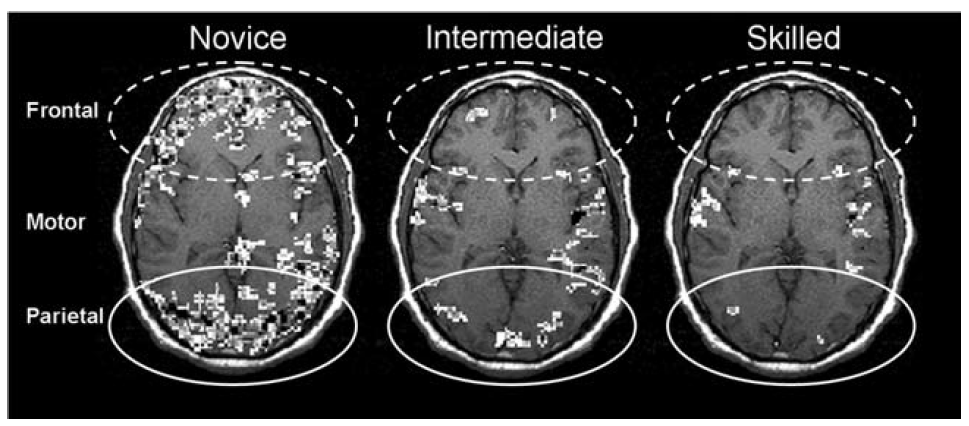 Novice Intermediate Skilled
Frontal
Motor
Parietal